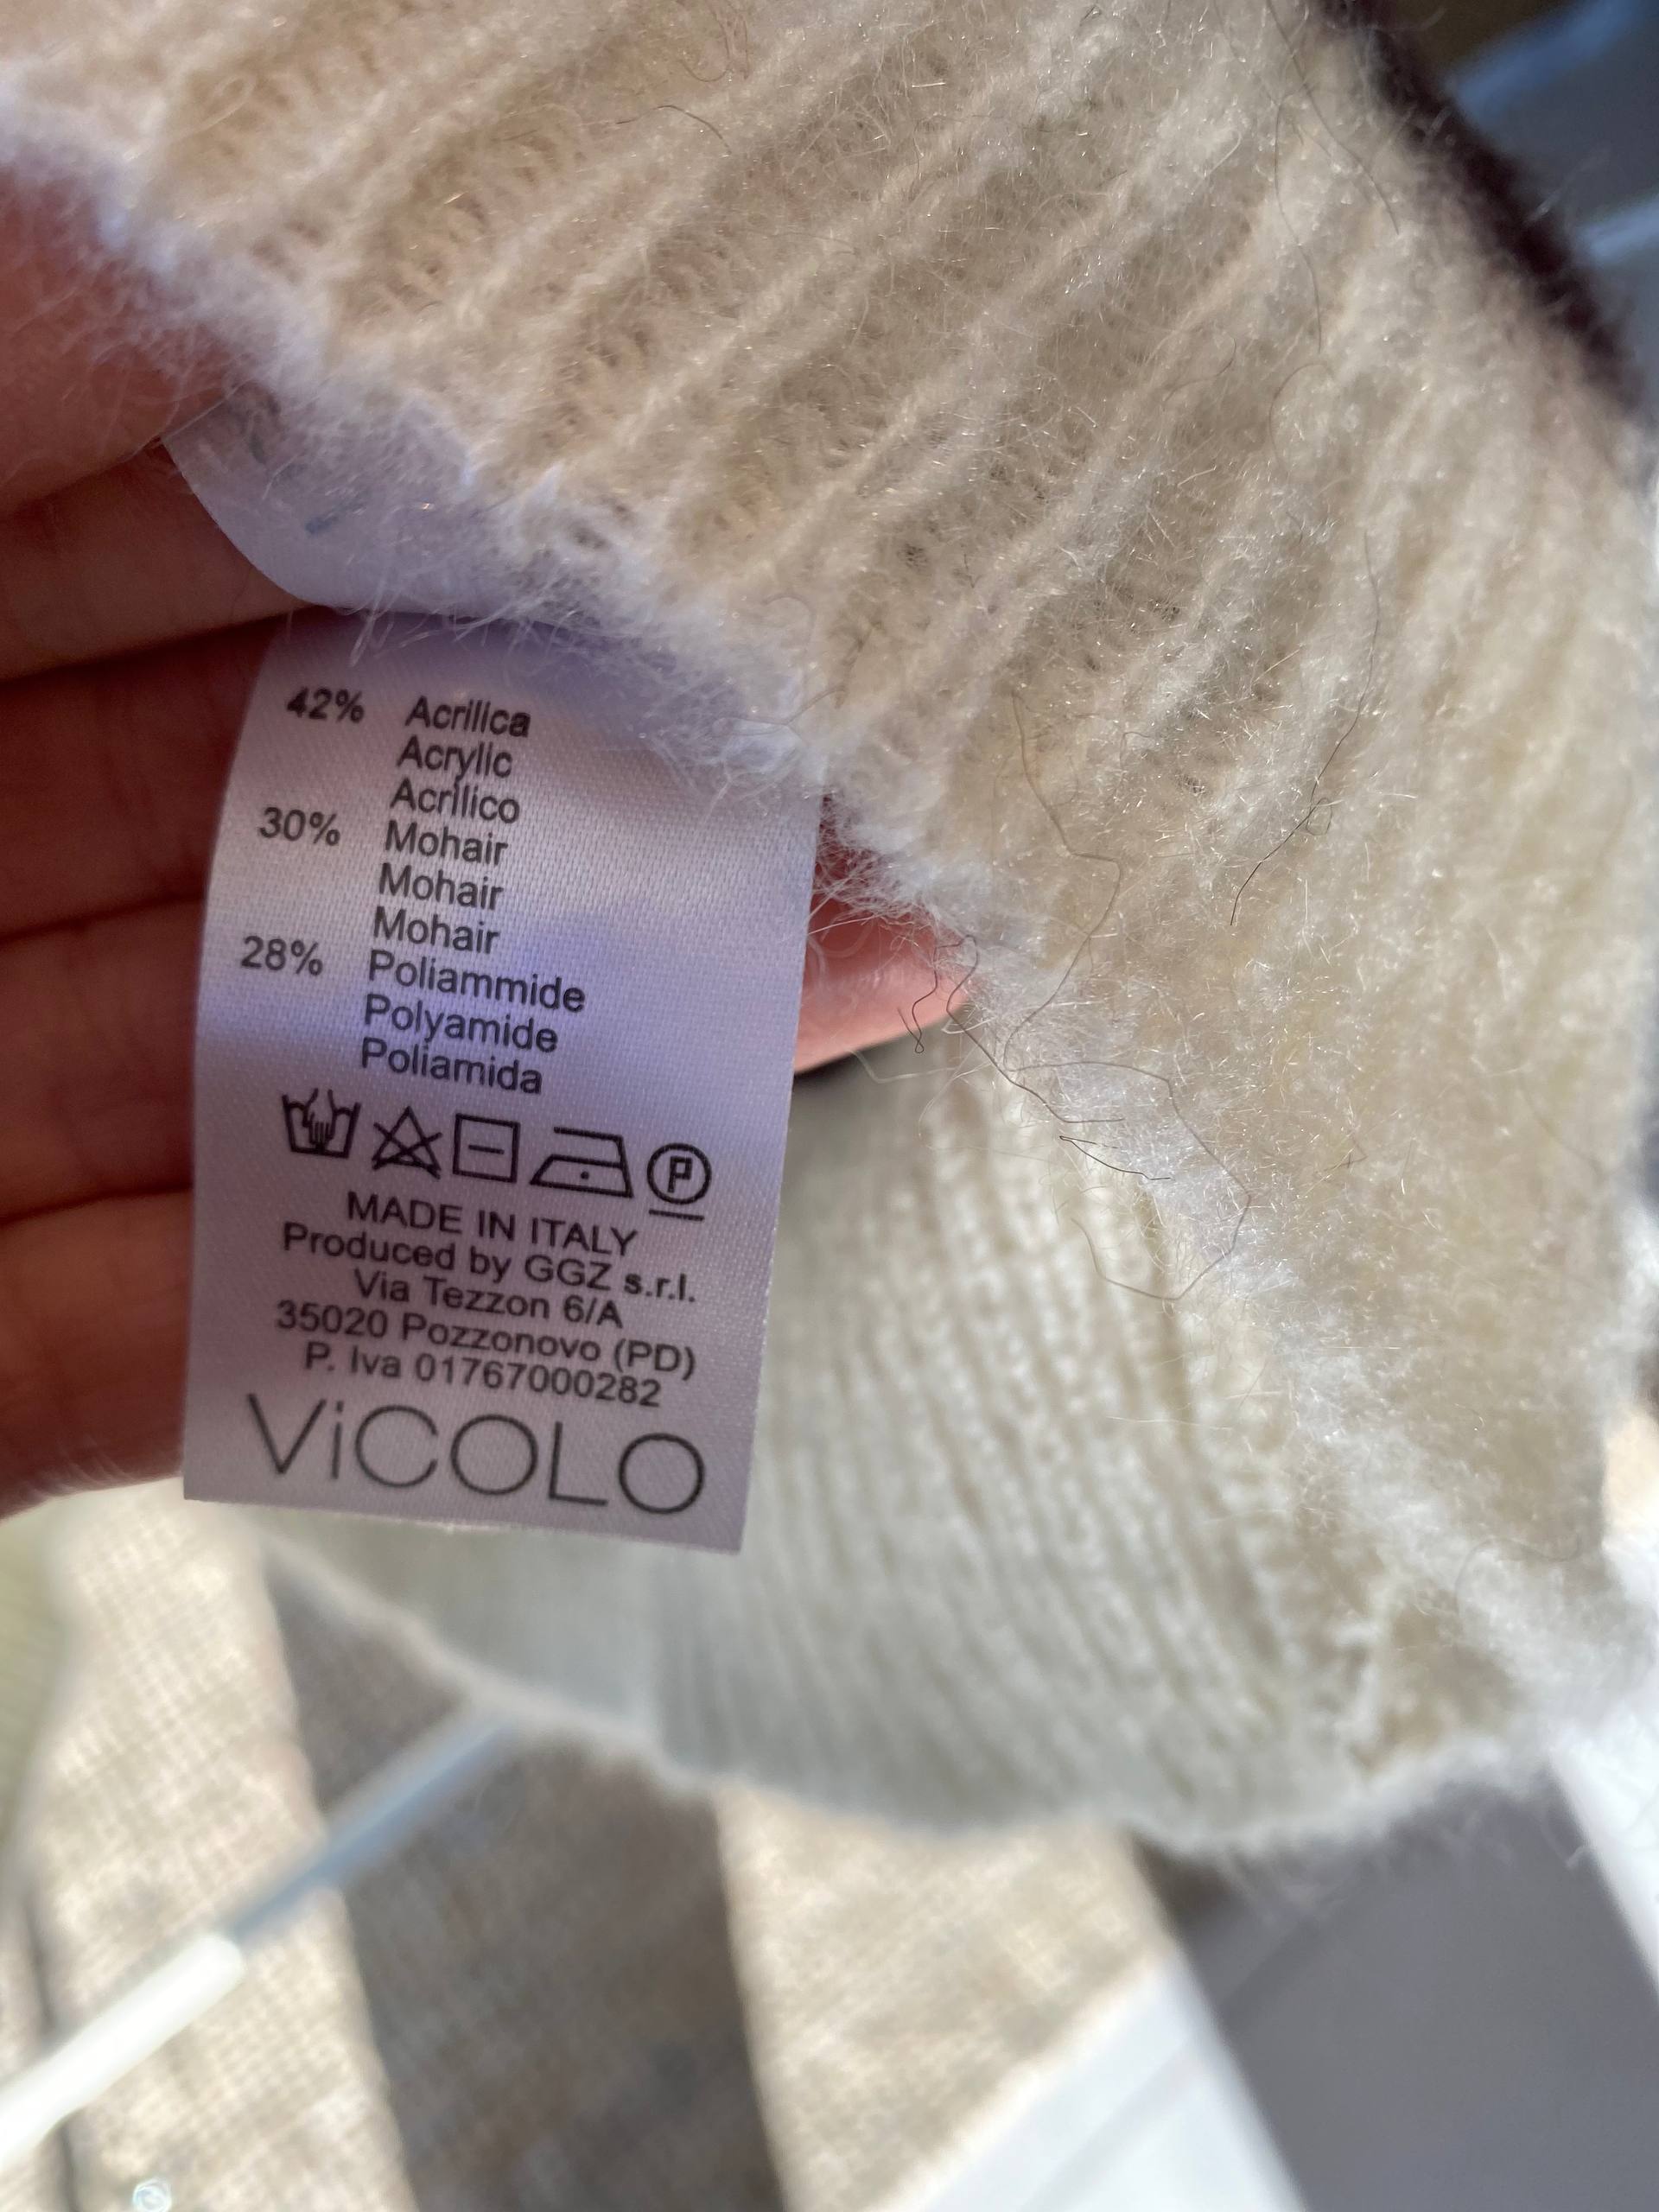 42% Acrilica
Acrylic
Acrilico
30% Mohair
Mohair
Mohair
28% Poliammide
Polyamide
Poliamida
P
MADE IN ITALY
Produced by GGZ s.r.l.
Via Tezzon 6/A
35020 Pozzonovo (PD)
P. Iva 01767000282
ViCOLO